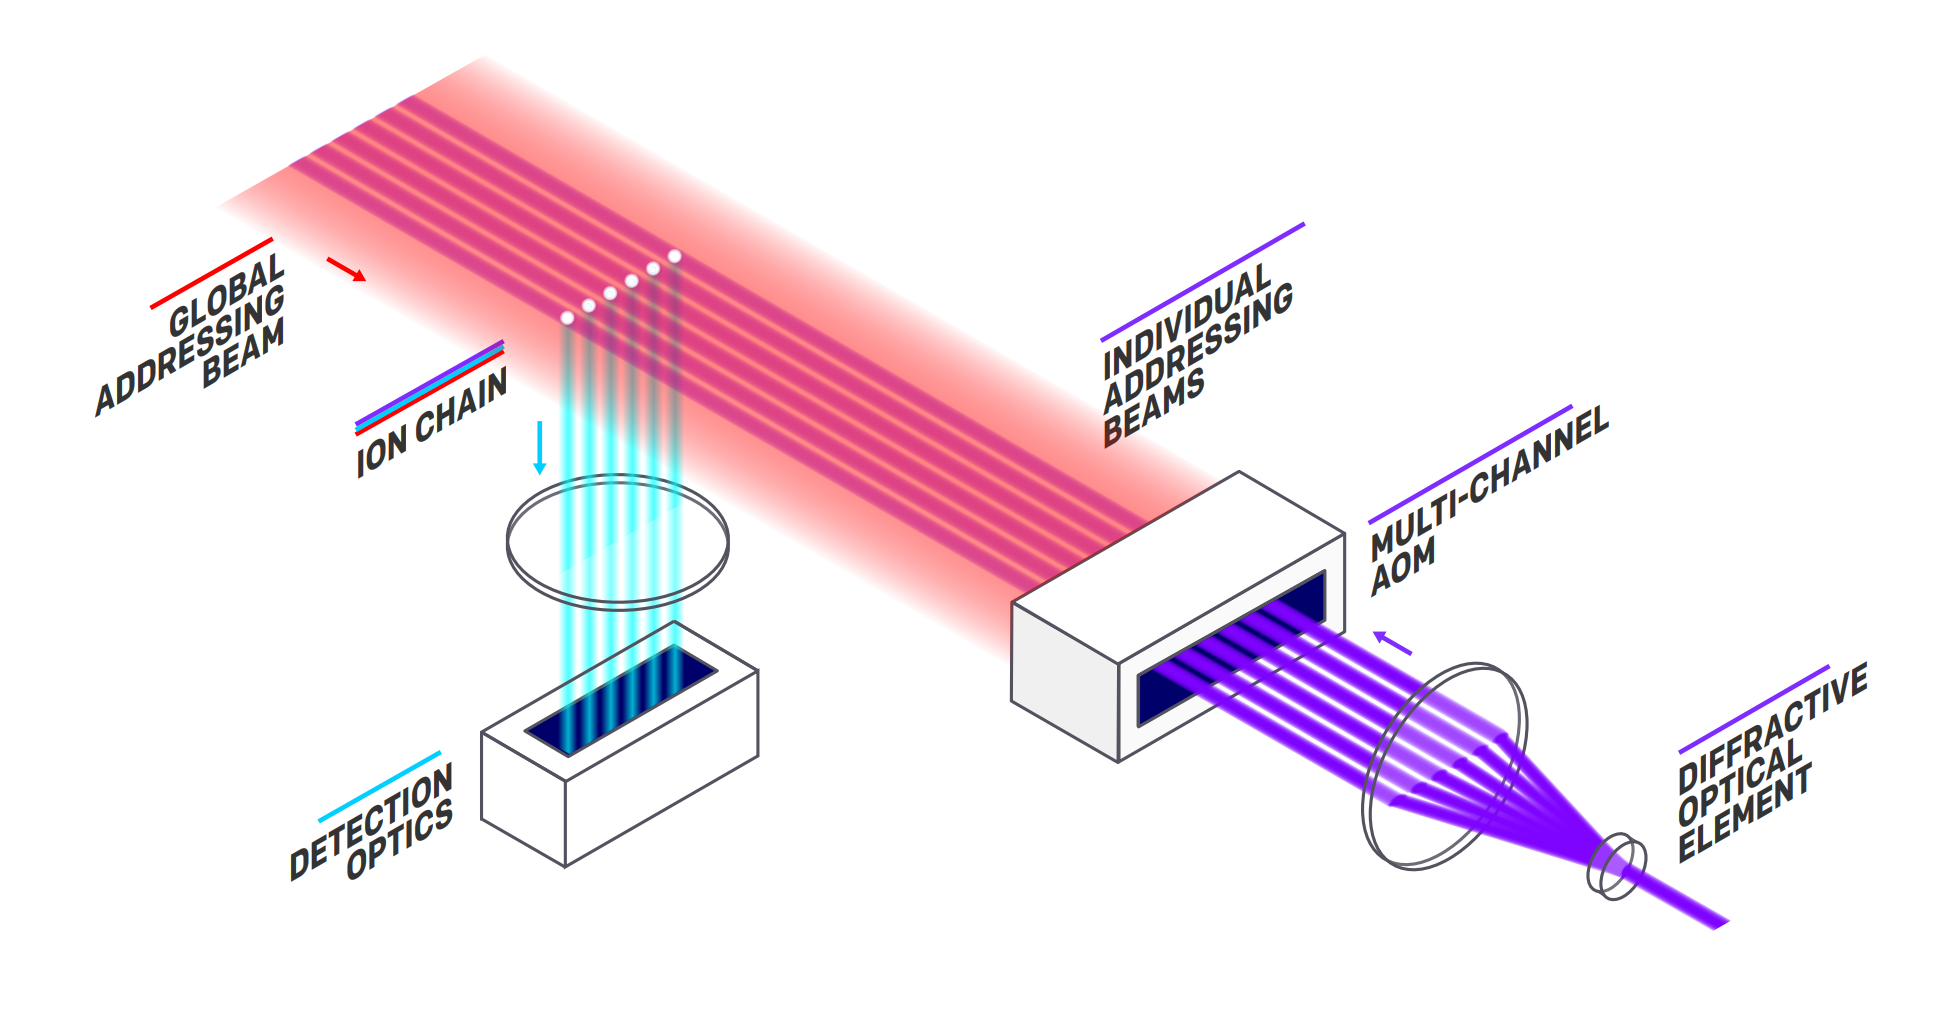 GLOBAL
ADDRESSING
BEAM
ION CHAIN
INDIVIDUAL
ADDRESSING
BEAMS
MULTI-CHANNEL
AOM
DIFFRACTIVE
OPTICAL
ELEMENT
DETECTION
OPTICS